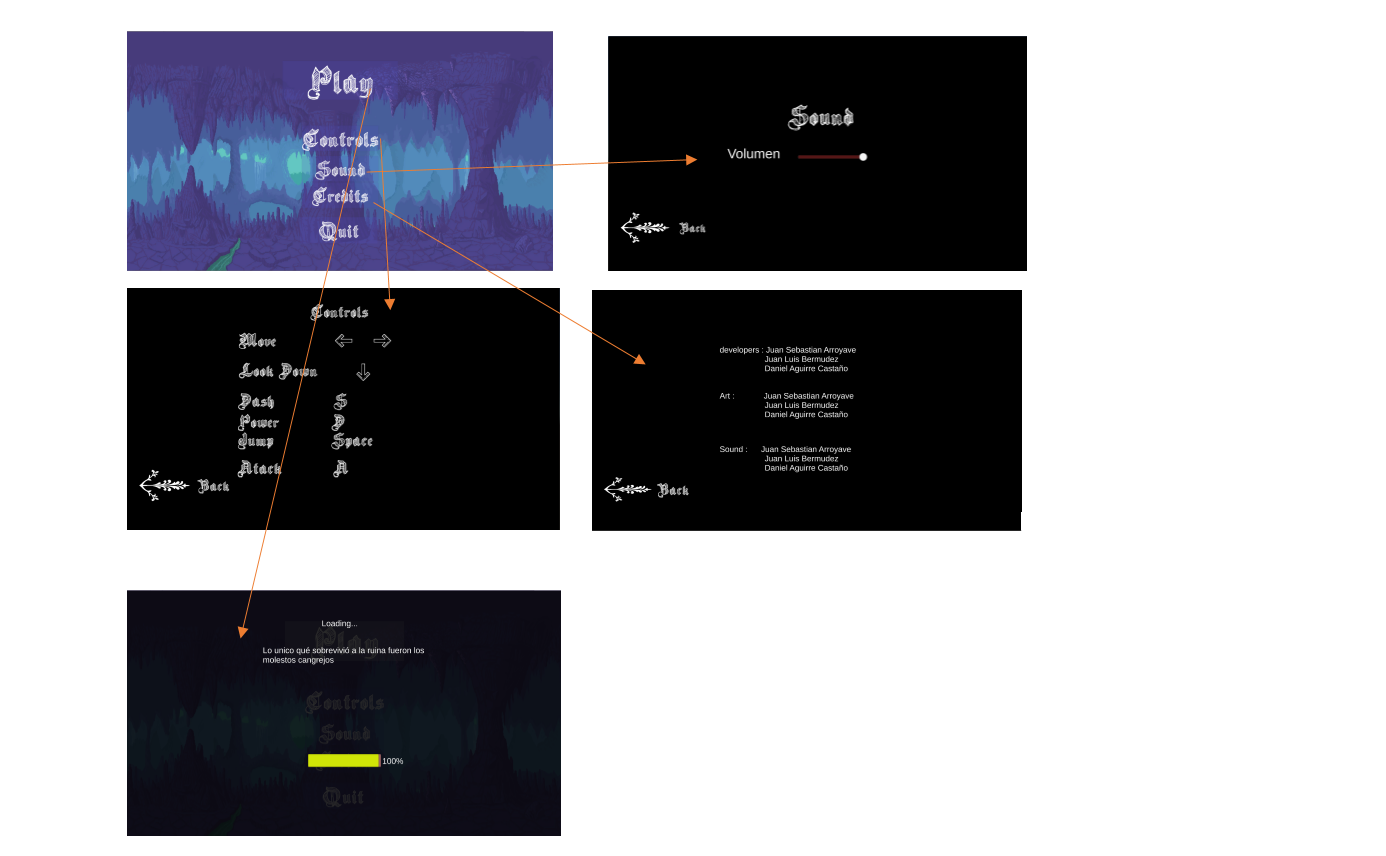 Play
Controls
Sound
Credits
Quit
Sound
Volumen
Back
Controls
Move
Look Down
Dash S
Power D
Jump Space
Atack A
Back
developers : Juan Sebastian Arroyave
Juan Luis Bermudez
Daniel Aguirre Castaño
Art : Juan Sebastian Arroyave
Juan Luis Bermudez
Daniel Aguirre Castaño
Sound : Juan Sebastian Arroyave
Juan Luis Bermudez
Daniel Aguirre Castaño
Back
Loading...
Play
Lo unico qué sobrevivió a la ruina fueron los
molestos cangrejos
Controls
Sound
100%
Quit